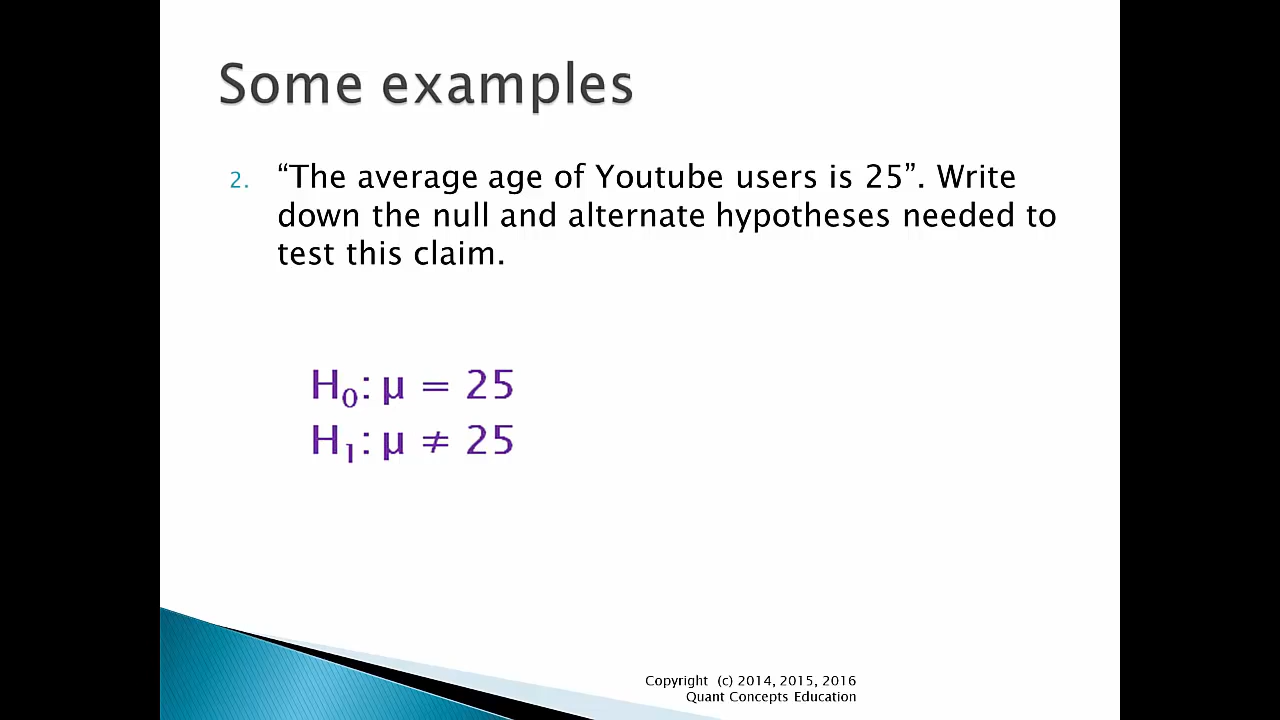 Some examples
2. “The average age of Youtube users is 25”. Write
down the null and alternate hypotheses needed to
test this claim.
H₀: μ = 25
H₁: μ ≠ 25
Copyright (c) 2014, 2015, 2016
Quant Concepts Education